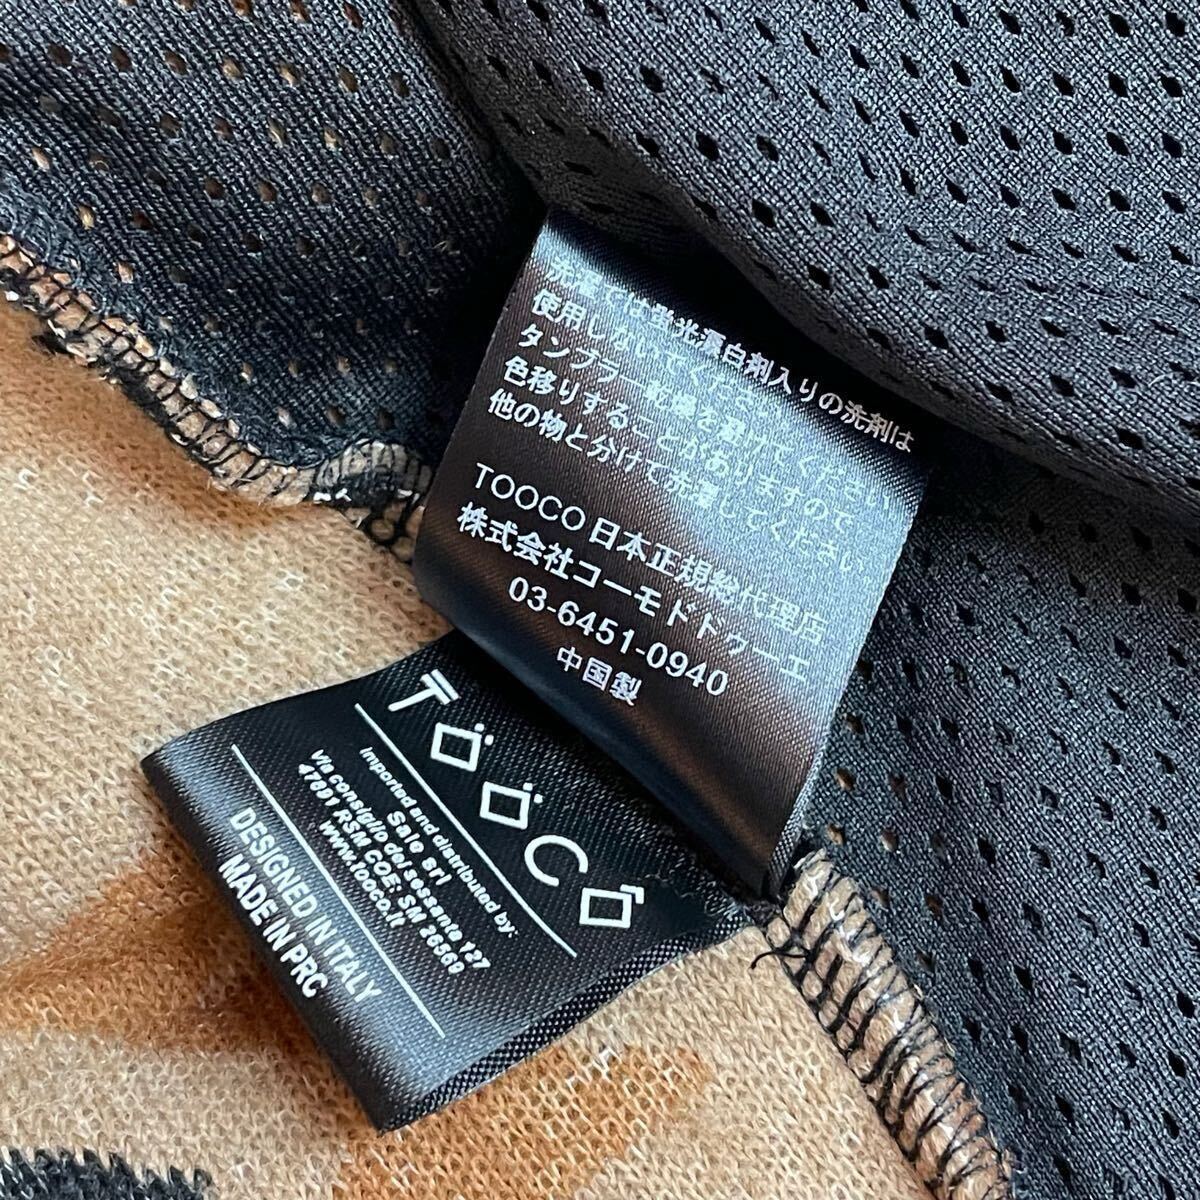 洗濯では蛍光漂白剤入りの洗剤は
使用しないでください
タンブラー乾燥を避けてください
色移りすることがありますので
他の物と分けて洗濯してください。
TOOCO 日本正規総代理店
株式会社コーモドドゥーエ
03-6451-0940
中国製
TOOCO
Imported and distributed by:
Sale srl
Via consiglio dei sessanta 127
47891 RSM COE: SM 2669
www.tooco.it
DESIGNED IN ITALY
MADE IN PRC